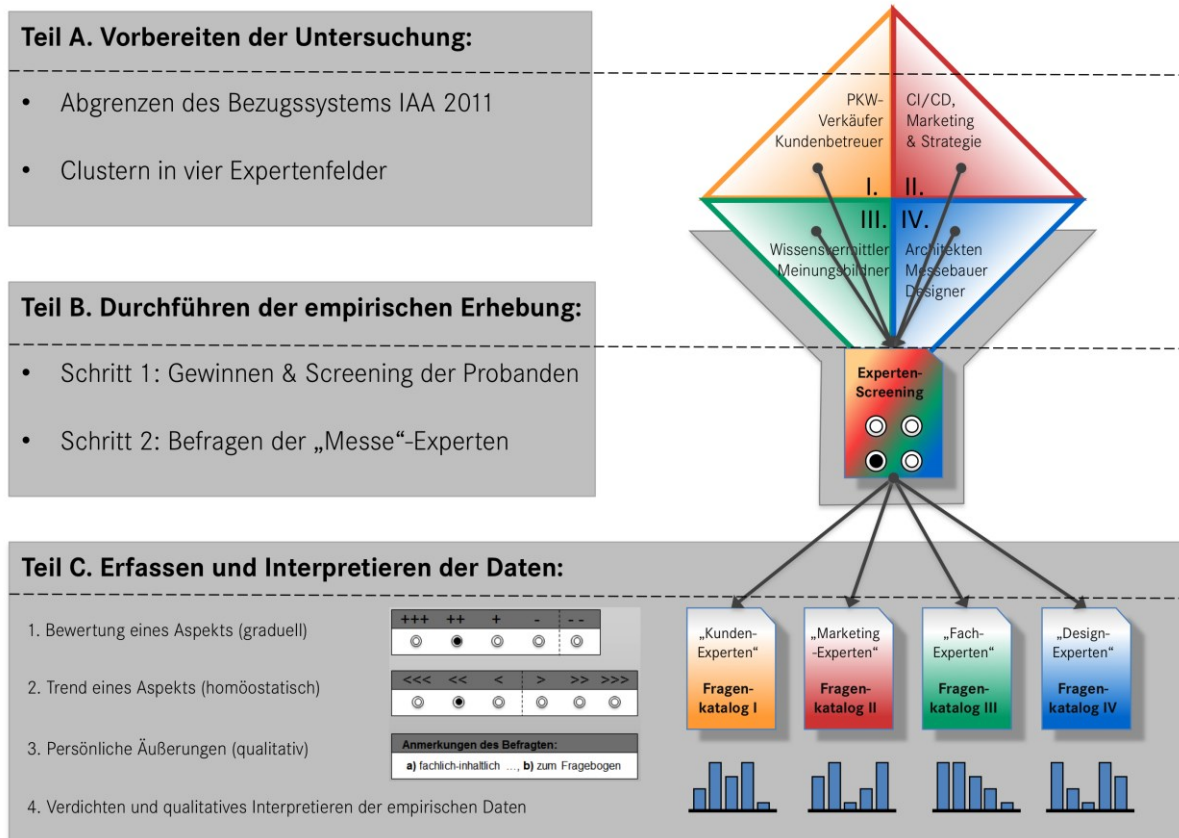 Teil A. Vorbereiten der Untersuchung:
• Abgrenzen des Bezugssystems IAA 2011
• Clustern in vier Expertenfelder
PKW-
Verkäufer
Kundenbetreuer
I.
CI/CD,
Marketing
& Strategie
II.
III.
Wissensvermittler
Meinungsbildner
IV.
Architekten
Messebauer
Designer
Teil B. Durchführen der empirischen Erhebung:
• Schritt 1: Gewinnen & Screening der Probanden
• Schritt 2: Befragen der „Messe“-Experten
Experten-
Screening
Teil C. Erfassen und Interpretieren der Daten:
1. Bewertung eines Aspekts (graduell)
+++ ++ + - - -
2. Trend eines Aspekts (homöostatisch)
<<< << < > >> >>>
3. Persönliche Äußerungen (qualitativ)
Anmerkungen des Befragten:
a) fachlich-inhaltlich ..., b) zum Fragebogen
4. Verdichten und qualitatives Interpretieren der empirischen Daten
„Kunden-
Experten“
Fragen-
katalog I
„Marketing
-Experten“
Fragen-
katalog II
„Fach-
Experten“
Fragen-
katalog III
„Design-
Experten“
Fragen-
katalog IV